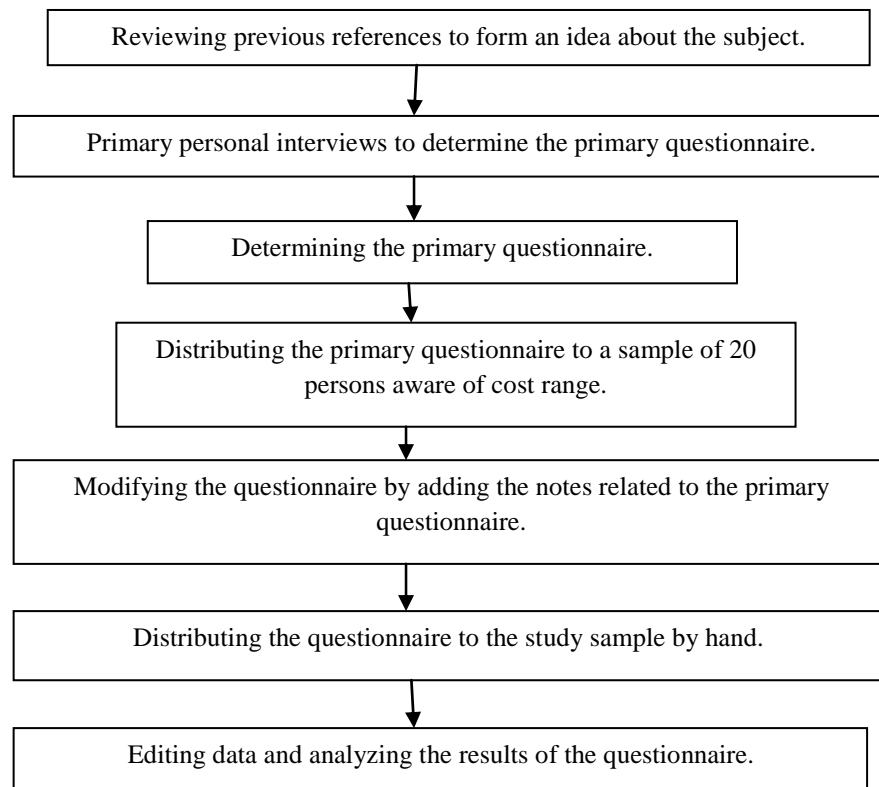 Reviewing previous references to form an idea about the subject.
Primary personal interviews to determine the primary questionnaire.
Determining the primary questionnaire.
Distributing the primary questionnaire to a sample of 20
persons aware of cost range.
Modifying the questionnaire by adding the notes related to the primary
questionnaire.
Distributing the questionnaire to the study sample by hand.
Editing data and analyzing the results of the questionnaire.